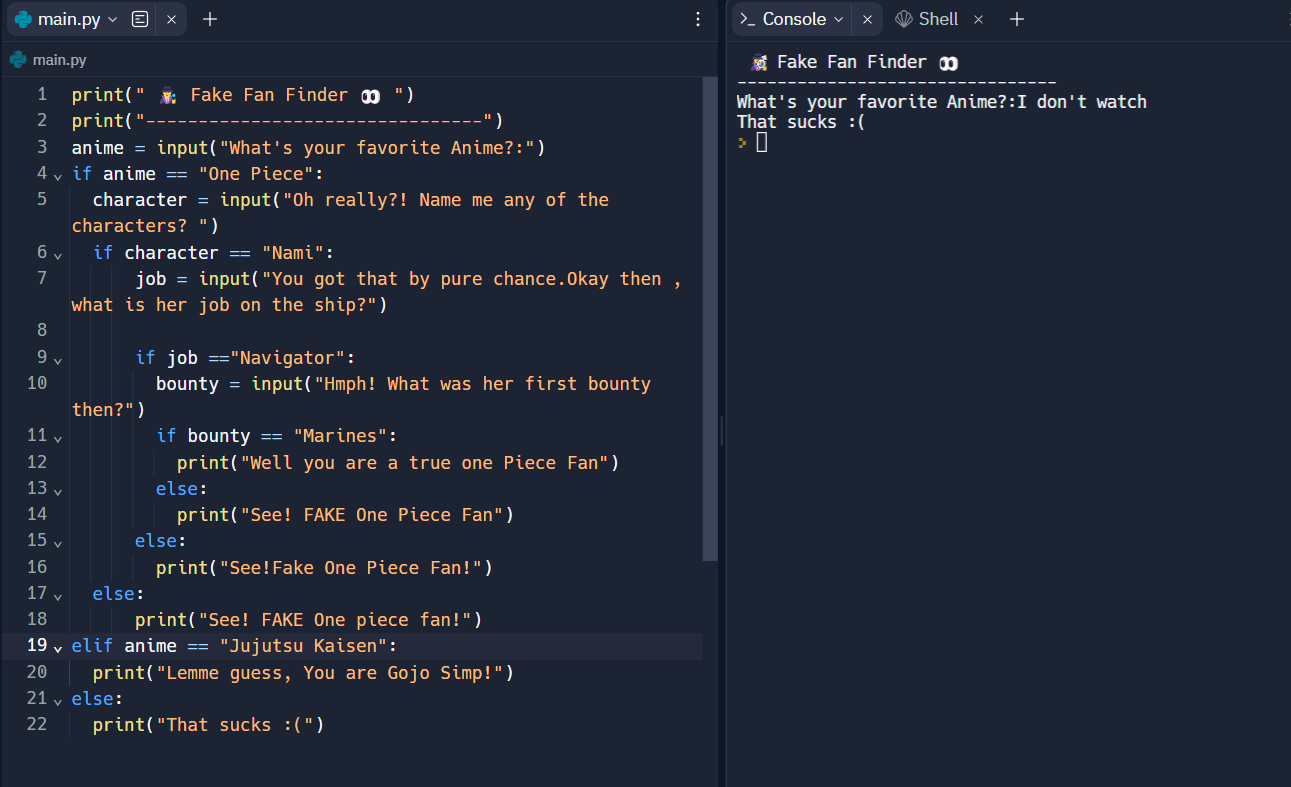 main.py
main.py
1 print(" 🧛‍♀️ Fake Fan Finder 👀 ")
2 print("--------------------------------")
3 anime = input("What's your favorite Anime?:")
4 if anime == "One Piece":
5 character = input("Oh really?! Name me any of the
characters? ")
6 if character == "Nami":
7 job = input("You got that by pure chance.Okay then ,
what is her job on the ship?")
8
9 if job =="Navigator":
10 bounty = input("Hmph! What was her first bounty
then?")
11 if bounty == "Marines":
12 print("Well you are a true one Piece Fan")
13 else:
14 print("See! FAKE One Piece Fan")
15 else:
16 print("See!Fake One Piece Fan!")
17 else:
18 print("See! FAKE One piece fan!")
19 elif anime == "Jujutsu Kaisen":
20 print("Lemme guess, You are Gojo Simp!")
21 else:
22 print("That sucks :(")
Console Shell
Fake Fan Finder 👀
--------------------------------
What's your favorite Anime?:I don't watch
That sucks :(
>